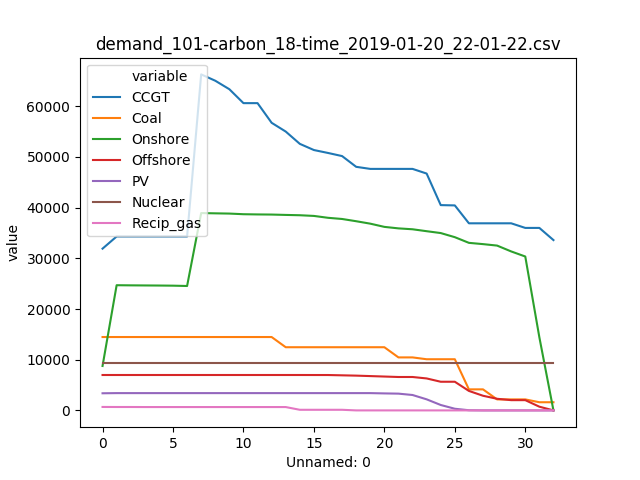 demand_101-carbon_18-time_2019-01-20_22-01-22.csv
variable
CCGT
Coal
Onshore
Offshore
PV
Nuclear
Recip_gas
value
60000
50000
40000
30000
20000
10000
0
0 5 10 15 20 25 30
Unnamed: 0